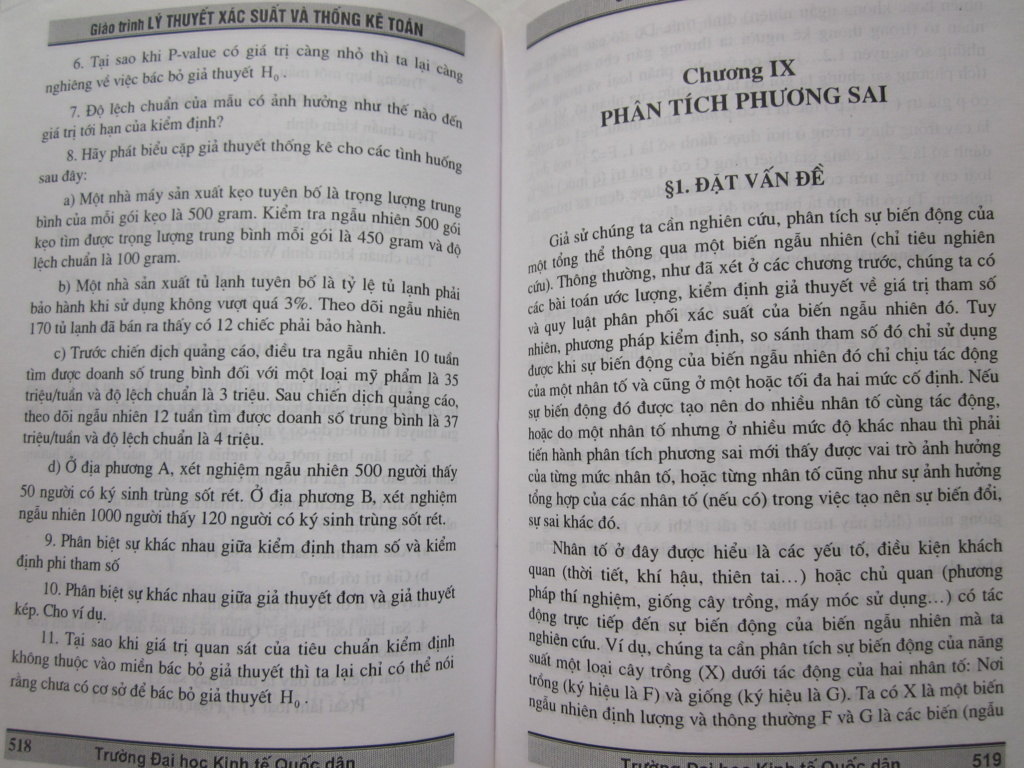 Giáo trình LÝ THUYẾT XÁC SUẤT VÀ THỐNG KÊ TOÁN
6. Tại sao khi P-value có giá trị càng nhỏ thì ta lại càng
nghiêng về việc bác bỏ giả thuyết H₀.
7. Độ lệch chuẩn của mẫu có ảnh hưởng như thế nào đến
giá trị tới hạn của kiểm định?
8. Hãy phát biểu cặp giả thuyết thống kê cho các tình huống
sau đây:
a) Một nhà máy sản xuất kẹo tuyên bố là trọng lượng trung
bình của mỗi gói kẹo là 500 gram. Kiểm tra ngẫu nhiên 500 gói
kẹo tìm được trọng lượng trung bình mỗi gói là 450 gram và độ
lệch chuẩn là 100 gram.
b) Một nhà sản xuất tủ lạnh tuyên bố là tỷ lệ tủ lạnh phải
bảo hành khi sử dụng không vượt quá 3%. Theo dõi ngẫu nhiên
170 tủ lạnh đã bán ra thấy có 12 chiếc phải bảo hành.
c) Trước chiến dịch quảng cáo, điều tra ngẫu nhiên 10 tuần
tìm được doanh số trung bình đối với một loại mỹ phẩm là 35
triệu/tuần và độ lệch chuẩn là 3 triệu. Sau chiến dịch quảng cáo,
theo dõi ngẫu nhiên 12 tuần tìm được doanh số trung bình là 37
triệu/tuần và độ lệch chuẩn là 4 triệu.
d) Ở địa phương A, xét nghiệm ngẫu nhiên 500 người thấy
50 người có ký sinh trùng sốt rét. Ở địa phương B, xét nghiệm
ngẫu nhiên 1000 người thấy 120 người có ký sinh trùng sốt rét.
9. Phân biệt sự khác nhau giữa kiểm định tham số và kiểm
định phi tham số
10. Phân biệt sự khác nhau giữa giả thuyết đơn và giả thuyết
kép. Cho ví dụ.
11. Tại sao khi giá trị quan sát của tiêu chuẩn kiểm định
không thuộc vào miền bác bỏ giả thuyết thì ta lại chỉ có thể nói
rằng chưa có cơ sở để bác bỏ giả thuyết H₀.
518
Trường Đại học Kinh tế Quốc dân
Chương IX
PHÂN TÍCH PHƯƠNG SAI
§1. ĐẶT VẤN ĐỀ
Giả sử chúng ta cần nghiên cứu, phân tích sự biến động của
một tổng thể thông qua một biến ngẫu nhiên (chỉ tiêu nghiên
cứu). Thông thường, như đã xét ở các chương trước, chúng ta có
các bài toán ước lượng, kiểm định giả thuyết về giá trị tham số
và quy luật phân phối xác suất của biến ngẫu nhiên đó. Tuy
nhiên, phương pháp kiểm định, so sánh tham số đó chỉ sử dụng
được khi sự biến động của biến ngẫu nhiên đó chỉ chịu tác động
của một nhân tố và cũng ở một hoặc tối đa hai mức cố định. Nếu
sự biến động đó được tạo nên do nhiều nhân tố cùng tác động,
hoặc do một nhân tố nhưng ở nhiều mức độ khác nhau thì phải
tiến hành phân tích phương sai mới thấy được vai trò ảnh hưởng
của từng mức nhân tố, hoặc từng nhân tố cũng như sự ảnh hưởng
tổng hợp của các nhân tố (nếu có) trong việc tạo nên sự biến đổi,
sự sai khác đó.
Nhân tố ở đây được hiểu là các yếu tố, điều kiện khách
quan (thời tiết, khí hậu, thiên tai...) hoặc chủ quan (phương
pháp thí nghiệm, giống cây trồng, máy móc sử dụng...) có tác
động trực tiếp đến sự biến động của biến ngẫu nhiên mà ta
nghiên cứu. Ví dụ, chúng ta cần phân tích sự biến động của năng
suất một loại cây trồng (X) dưới tác động của hai nhân tố: Nơi
trồng (ký hiệu là F) và giống (ký hiệu là G). Ta có X là một biến
ngẫu nhiên định lượng và thông thường F và G là các biến (ngẫu
Trường Đại học Kinh tế Quốc dân
519